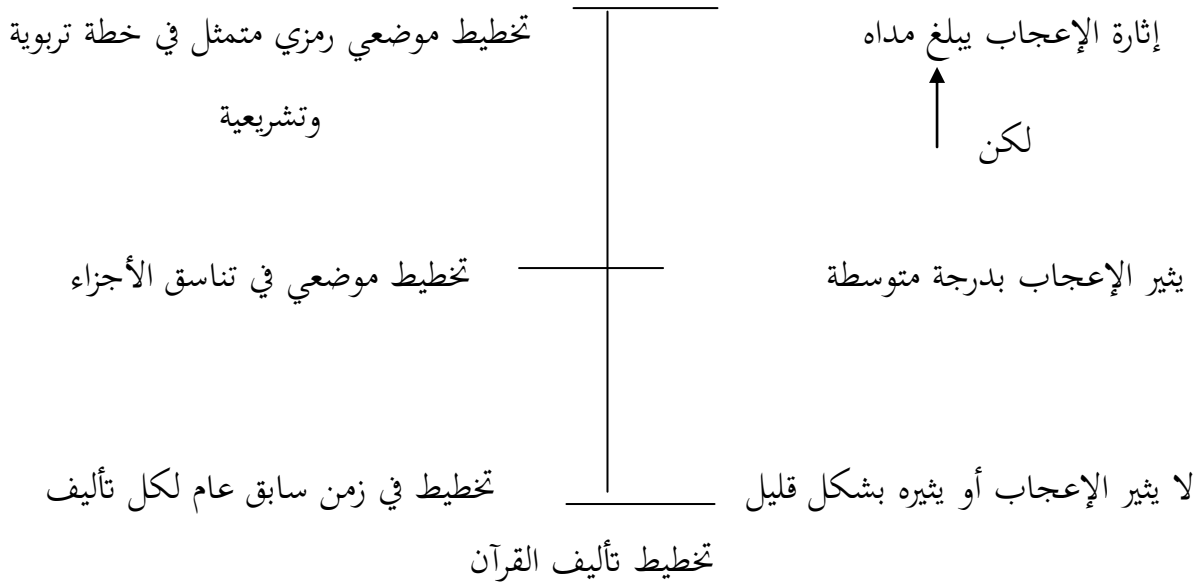 إثارة الإعجاب يبلغ مداه
تخطيط موضعي رمزي متمثل في خطة تربوية
وتشريعية
لكن
يثير الإعجاب بدرجة متوسطة
تخطيط موضعي في تناسق الأجزاء
لا يثير الإعجاب أو يثيره بشكل قليل
تخطيط في زمن سابق عام لكل تأليف
تخطيط تأليف القرآن